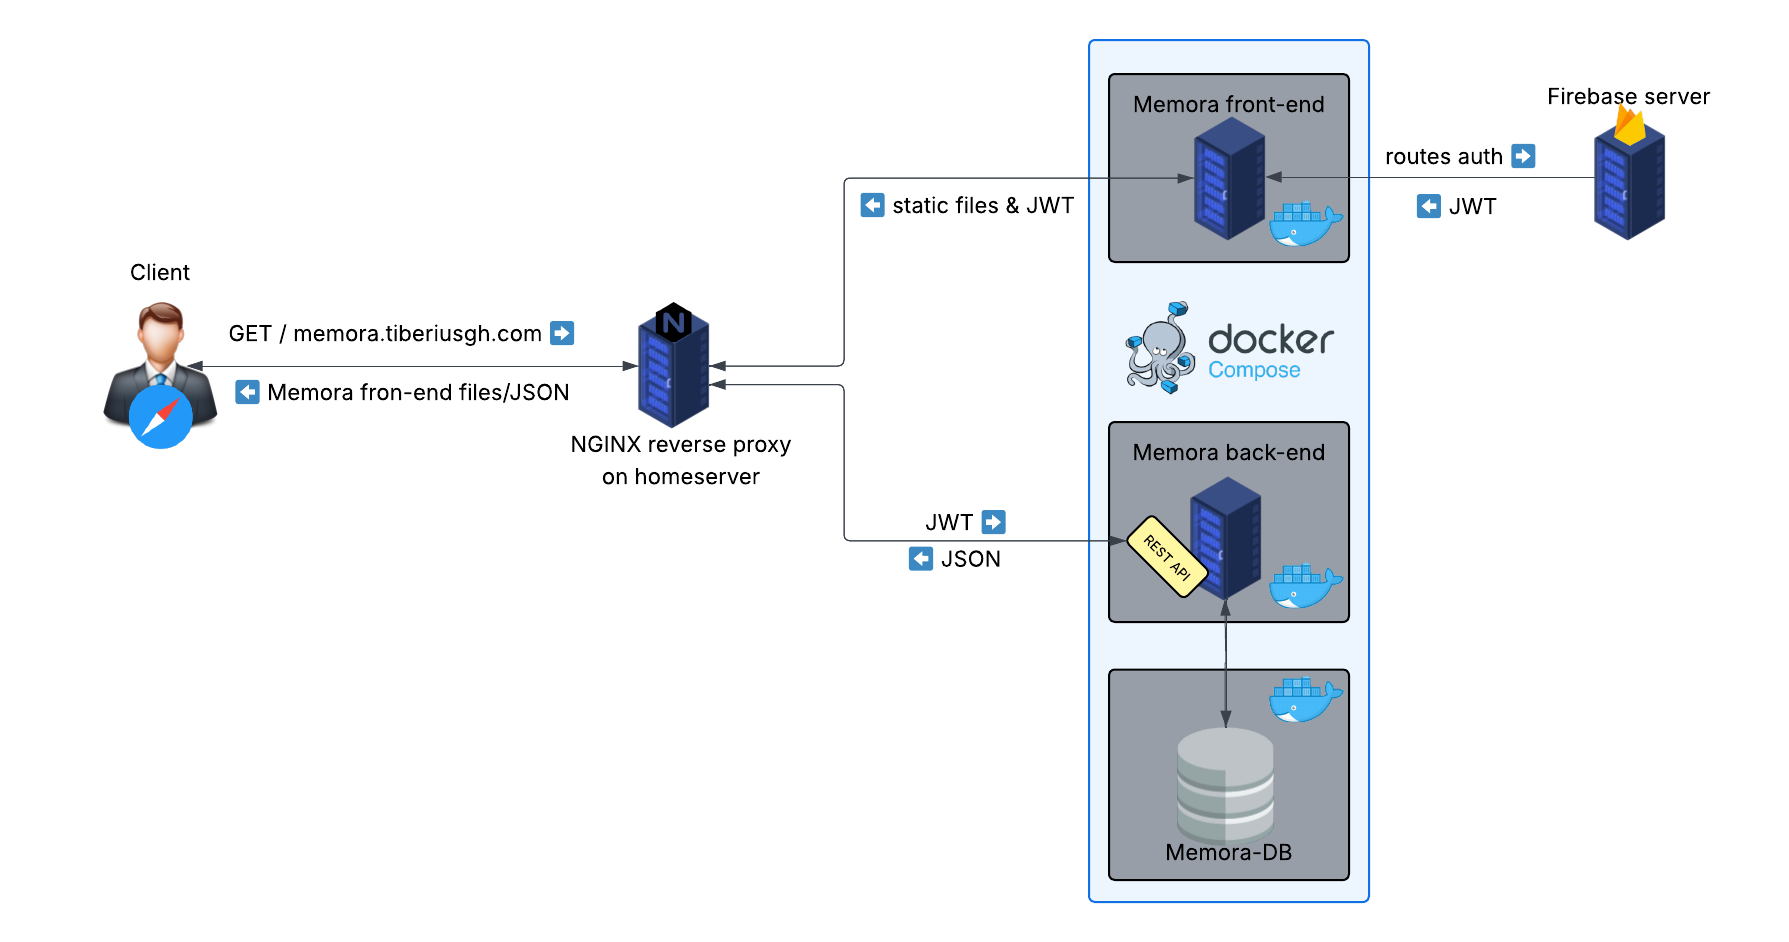 Memora front-end
Firebase server
routes auth ➡
⬅ JWT
⬅ static files & JWT
Client
GET / memora.tiberiusgh.com ➡
⬅ Memora fron-end files/JSON
N
NGINX reverse proxy
on homeserver
docker
Compose
Memora back-end
JWT ➡
⬅ JSON
REST API
Memora-DB